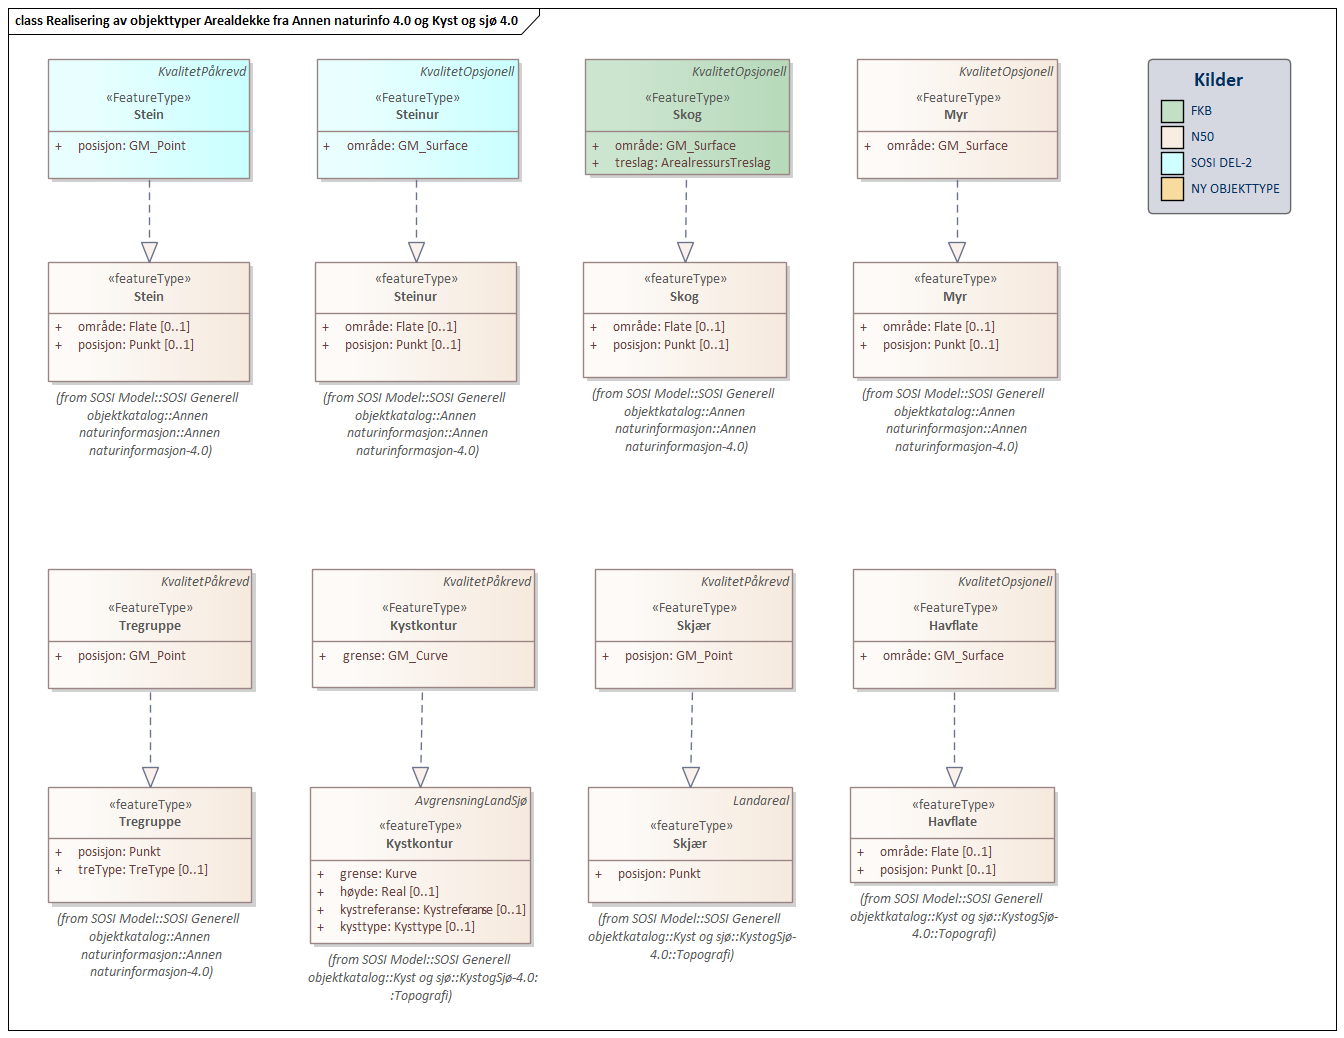 class Realisering av objekttyper Arealdekke fra Annen naturinfo 4.0 og Kyst og sjø 4.0
KvalitetPåkrevd
«FeatureType»
Stein
+ posisjon: GM_Point
KvalitetOpsjonell
«FeatureType»
Steinur
+ område: GM_Surface
KvalitetOpsjonell
«FeatureType»
Skog
+ område: GM_Surface
+ treslag: ArealressursTreslag
KvalitetOpsjonell
«FeatureType»
Myr
+ område: GM_Surface
Kilder
FKB
N50
SOSI DEL-2
NY OBJEKTTYPE
«featureType»
Stein
+ område: Flate [0..1]
+ posisjon: Punkt [0..1]
(from SOSI Model::SOSI Generell
objektkatalog::Annen
naturinformasjon::Annen
naturinformasjon-4.0)
«featureType»
Steinur
+ område: Flate [0..1]
+ posisjon: Punkt [0..1]
(from SOSI Model::SOSI Generell
objektkatalog::Annen
naturinformasjon::Annen
naturinformasjon-4.0)
«featureType»
Skog
+ område: Flate [0..1]
+ posisjon: Punkt [0..1]
(from SOSI Model::SOSI Generell
objektkatalog::Annen
naturinformasjon::Annen
naturinformasjon-4.0)
«featureType»
Myr
+ område: Flate [0..1]
+ posisjon: Punkt [0..1]
(from SOSI Model::SOSI Generell
objektkatalog::Annen
naturinformasjon::Annen
naturinformasjon-4.0)
KvalitetPåkrevd
«FeatureType»
Tregruppe
+ posisjon: GM_Point
KvalitetPåkrevd
«FeatureType»
Kystkontur
+ grense: GM_Curve
KvalitetPåkrevd
«FeatureType»
Skjær
+ posisjon: GM_Point
KvalitetOpsjonell
«FeatureType»
Havflate
+ område: GM_Surface
«featureType»
Tregruppe
+ posisjon: Punkt
+ treType: TreType [0..1]
(from SOSI Model::SOSI Generell
objektkatalog::Annen
naturinformasjon::Annen
naturinformasjon-4.0)
AvgrensningLandSjø
«featureType»
Kystkontur
+ grense: Kurve
+ høyde: Real [0..1]
+ kystreferanse: Kystreferanse [0..1]
+ kysttype: Kysttype [0..1]
(from SOSI Model::SOSI Generell
objektkatalog::Kyst og sjø::KystogSjø-4.0:
:Topografi)
Landareal
«featureType»
Skjær
+ posisjon: Punkt
(from SOSI Model::SOSI Generell
objektkatalog::Kyst og sjø::KystogSjø-
4.0::Topografi)
«featureType»
Havflate
+ område: Flate [0..1]
+ posisjon: Punkt [0..1]
(from SOSI Model::SOSI Generell
objektkatalog::Kyst og sjø::KystogSjø-
4.0::Topografi)